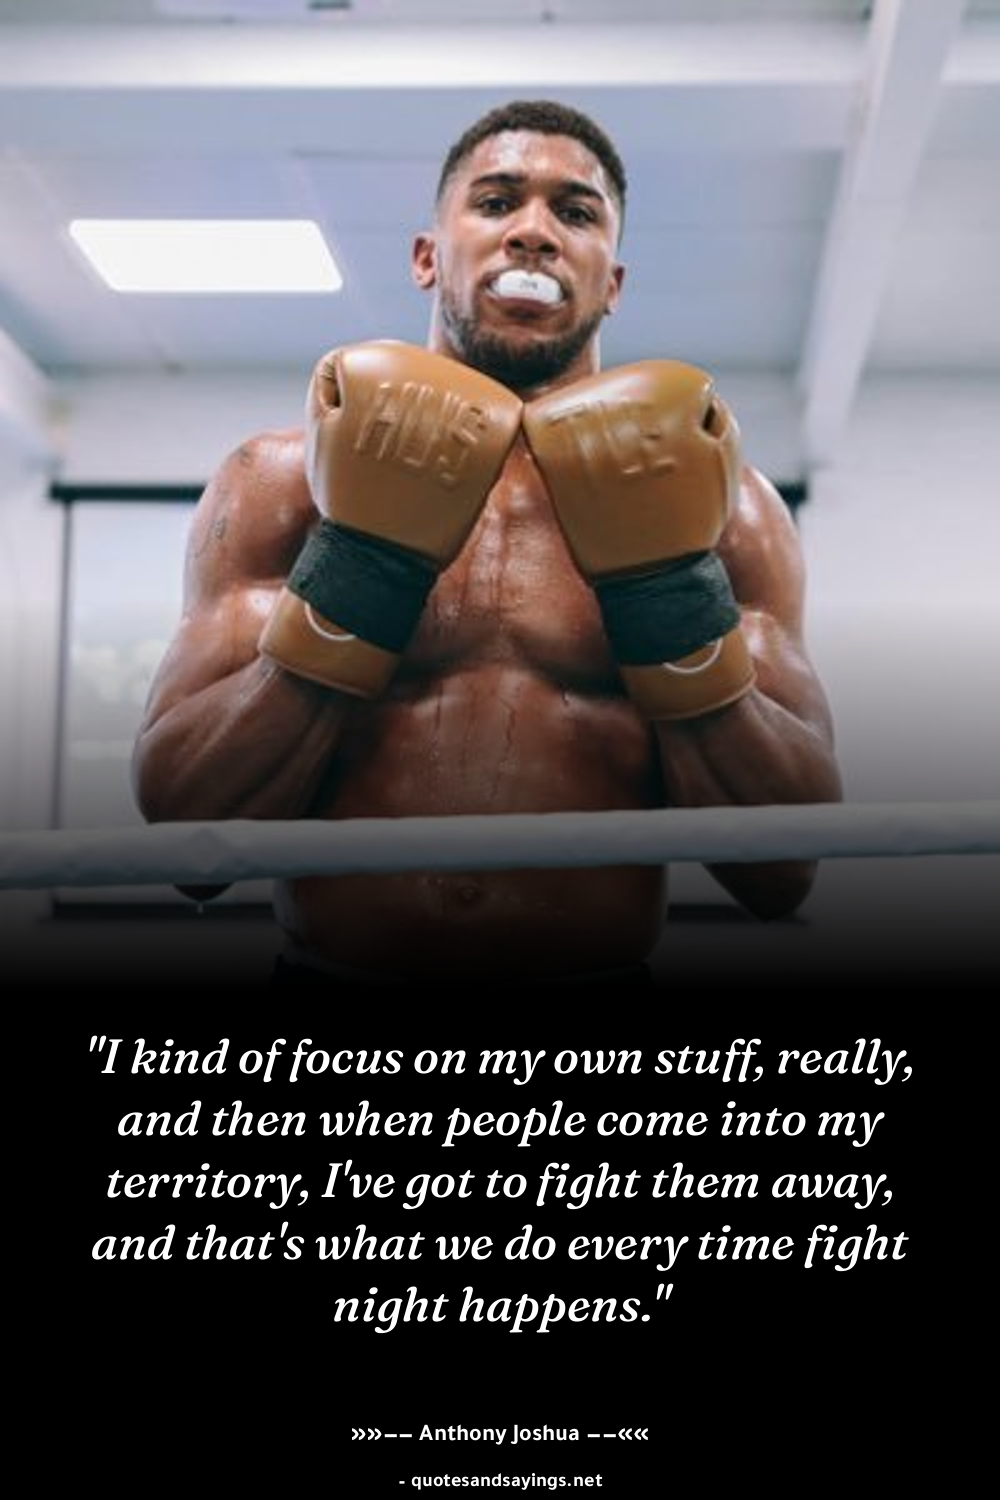 HUS TLE
"I kind of focus on my own stuff, really,
and then when people come into my
territory, I've got to fight them away,
and that's what we do every time fight
night happens."
»»–– Anthony Joshua ––««
- quotesandsayings.net